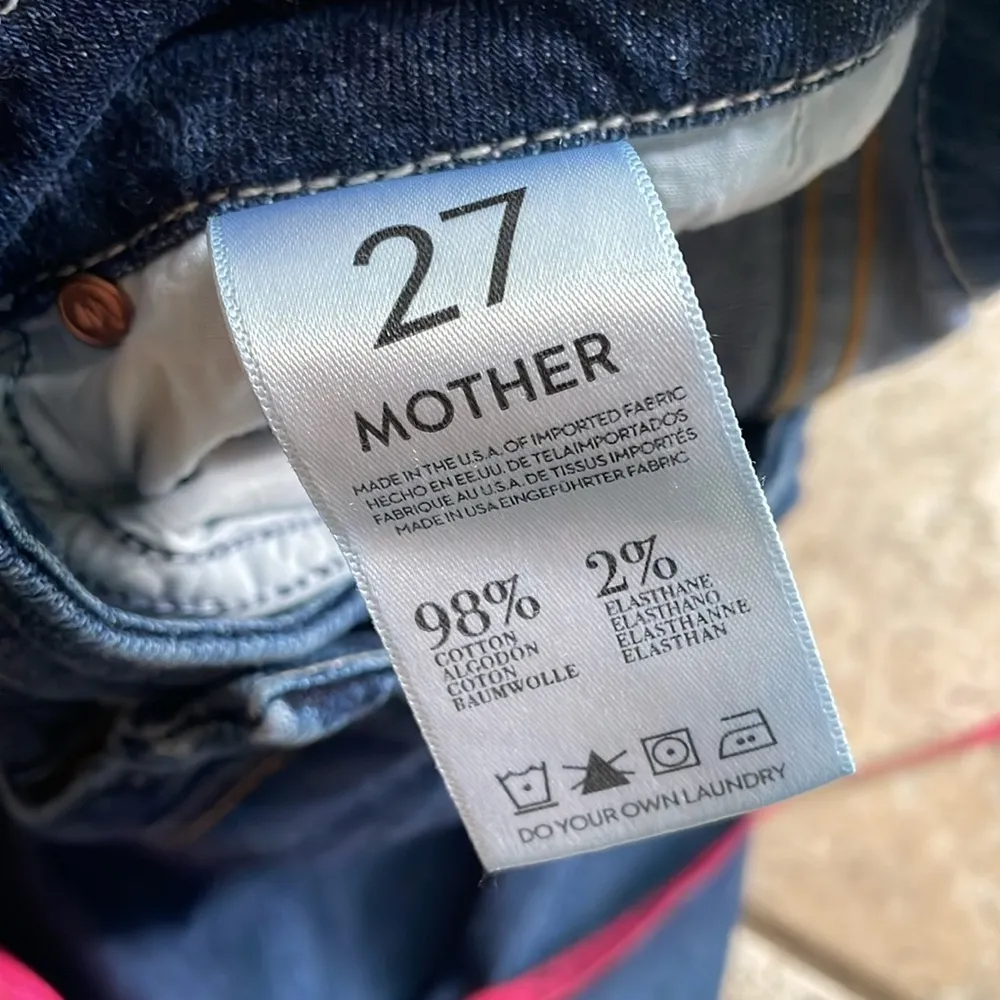 27
MOTHER
MADE IN THE U.S.A. OF IMPORTED FABRIC
HECHO EN EE.UU. DE TELA IMPORTADOS
FABRIQUE AU U.S.A. DE TISSUS IMPORTÉS
MADE IN USA EINGEFÜHRTER FABRIC
98%
COTTON
ALGODÓN
COTON
BAUMWOLLE
2%
ELASTHANE
ELASTHANO
ELASTHANNE
ELASTHAN
DO YOUR OWN LAUNDRY